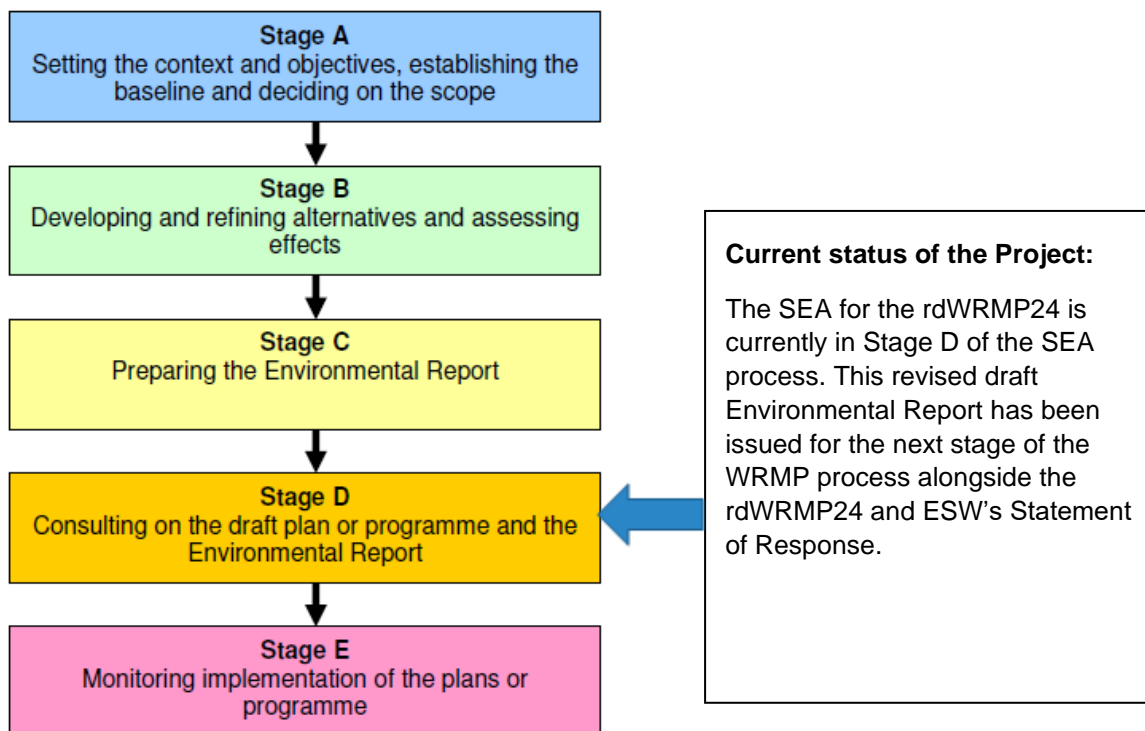 Stage A
Setting the context and objectives, establishing the
baseline and deciding on the scope
Stage B
Developing and refining alternatives and assessing
effects
Stage C
Preparing the Environmental Report
Stage D
Consulting on the draft plan or programme and the
Environmental Report
Stage E
Monitoring implementation of the plans or
programme
Current status of the Project:
The SEA for the rdWRMP24 is
currently in Stage D of the SEA
process. This revised draft
Environmental Report has been
issued for the next stage of the
WRMP process alongside the
rdWRMP24 and ESW's Statement
of Response.